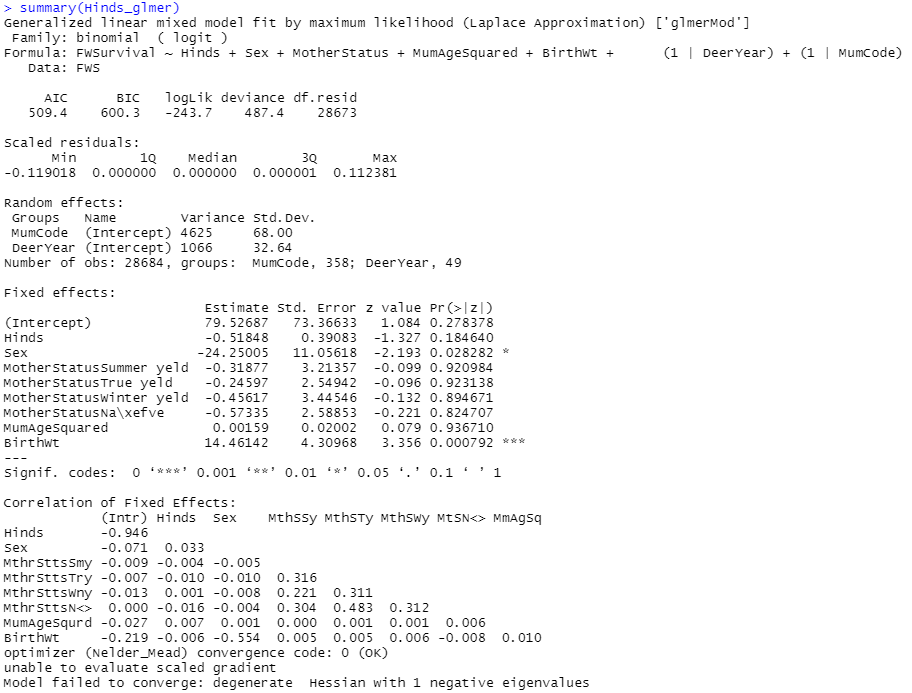 > summary(Hinds_glmer)
Generalized linear mixed model fit by maximum likelihood (Laplace Approximation) ['glmerMod']
 Family: binomial  ( logit )
Formula: FWSurvival ~ Hinds + Sex + MotherStatus + MumAgeSquared + BirthWt +      (1 | DeerYear) + (1 | MumCode)
   Data: FWS

     AIC      BIC   logLik deviance df.resid
   509.4    600.3   -243.7    487.4    28673

Scaled residuals:
      Min        1Q    Median        3Q       Max
-0.119018  0.000000  0.000000  0.000001  0.112381

Random effects:
 Groups   Name        Variance Std.Dev.
 MumCode  (Intercept) 4625     68.00
 DeerYear (Intercept) 1066     32.64
Number of obs: 28684, groups:  MumCode, 358; DeerYear, 49

Fixed effects:
                         Estimate Std. Error z value Pr(>|z|)
(Intercept)              79.52687   73.36633   1.084 0.278378
Hinds                    -0.51848    0.39083  -1.327 0.184640
Sex                     -24.25005   11.05618  -2.193 0.028282 *
MotherStatusSummer yeld  -0.31877    3.21357  -0.099 0.920984
MotherStatusTrue yeld    -0.24597    2.54942  -0.096 0.923138
MotherStatusWinter yeld  -0.45617    3.44546  -0.132 0.894671
MotherStatusNa\xefve     -0.57335    2.58853  -0.221 0.824707
MumAgeSquared             0.00159    0.02002   0.079 0.936710
BirthWt                  14.46142    4.30968   3.356 0.000792 ***
---
Signif. codes:  0 ‘***’ 0.001 ‘**’ 0.01 ‘*’ 0.05 ‘.’ 0.1 ‘ ’ 1

Correlation of Fixed Effects:
            (Intr) Hinds  Sex    MthSSy MthSTy MthSWy MtSN<> MmAgSq
Hinds       -0.946
Sex         -0.071  0.033
MthrSttsSmy -0.009 -0.004 -0.005
MthrSttsTry -0.007 -0.010 -0.010  0.316
MthrSttsWny -0.013  0.001 -0.008  0.221  0.311
MthrSttsN<>  0.000 -0.016 -0.004  0.304  0.483  0.312
MumAgeSqurd -0.027  0.007  0.001  0.000  0.001  0.001  0.006
BirthWt     -0.219 -0.006 -0.554  0.005  0.005  0.006 -0.008  0.010
optimizer (Nelder_Mead) convergence code: 0 (OK)
unable to evaluate scaled gradient
Model failed to converge: degenerate  Hessian with 1 negative eigenvalues